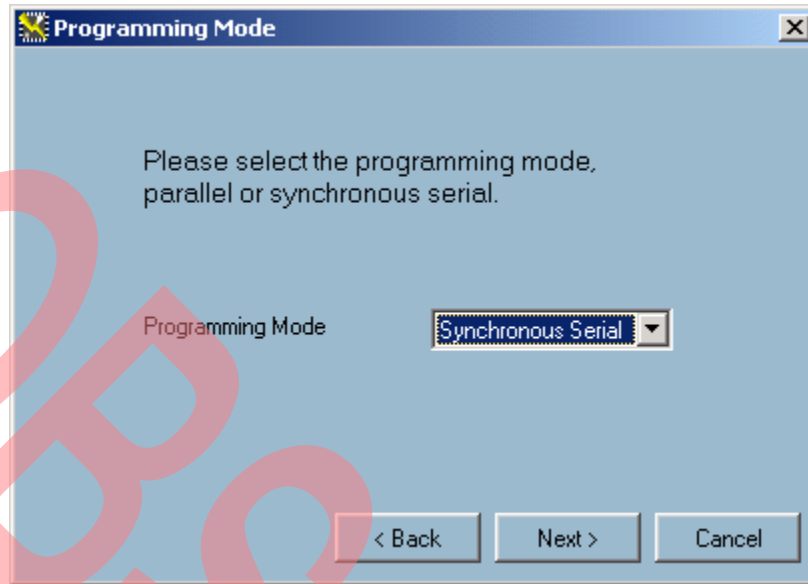 Programming Mode
Please select the programming mode,
parallel or synchronous serial.
Programming Mode
Synchronous Serial
< Back
Next >
Cancel